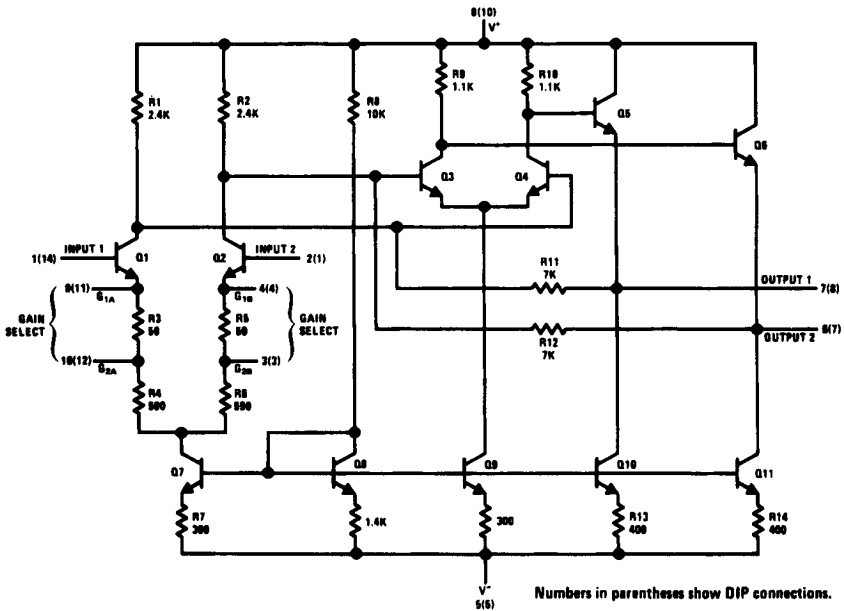 8(10)
V+
R1
2.4K
R2
2.4K
R8
10K
R9
1.1K
R10
1.1K
Q5
Q6
Q3
Q4
INPUT 1
1(14)
Q1
INPUT 2
2(1)
Q2
R11
7K
OUTPUT 1
7(8)
9(11)
G1A
4(4)
G1B
GAIN
SELECT
R3
50
R5
50
GAIN
SELECT
R12
7K
6(7)
OUTPUT 2
10(12)
G2A
3(3)
G2B
R4
590
R6
590
Q7
Q8
Q9
Q10
Q11
R7
300
1.4K
300
R13
400
R14
400
V-
5(5)
Numbers in parentheses show DIP connections.